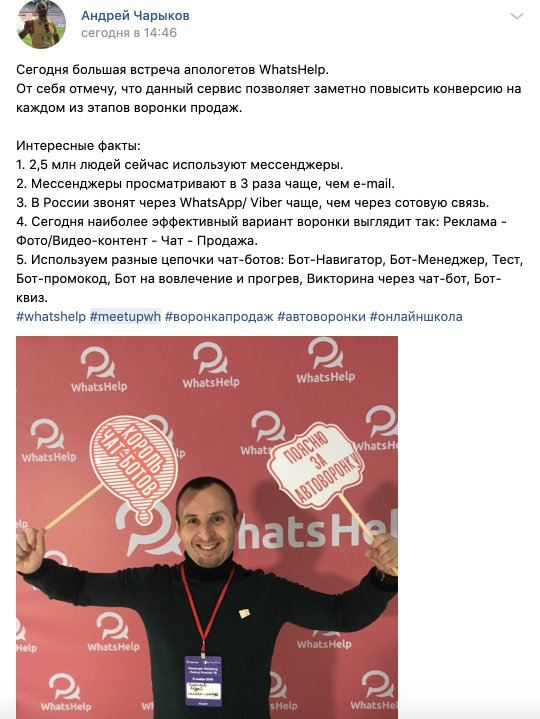 Андрей Чарыков
сегодня в 14:46
Сегодня большая встреча апологетов WhatsHelp.
От себя отмечу, что данный сервис позволяет заметно повысить конверсию на
каждом из этапов воронки продаж.
Интересные факты:
1. 2,5 млн людей сейчас используют мессенджеры.
2. Мессенджеры просматривают в 3 раза чаще, чем e-mail.
3. В России звонят через WhatsApp/ Viber чаще, чем через сотовую связь.
4. Сегодня наиболее эффективный вариант воронки выглядит так: Реклама -
Фото/Видео-контент - Чат - Продажа.
5. Используем разные цепочки чат-ботов: Бот-Навигатор, Бот-Менеджер, Тест,
Бот-промокод, Бот на вовлечение и прогрев, Викторина через чат-бот, Бот-
квиз.
#whatshelp #meetupwh #воронкапродаж #автоворонки #онлайншкола
WhatsHelp
WhatsHelp
WhatsHelp
WhatsHelp
КОРОЛЬ
ЧАТ-БОТОВ
ПОЯСНЮ
ЗА
АВТОВОРОНКУ
hatsHel
Help
WhatsHelp
WhatsHelp
WhatsHelp